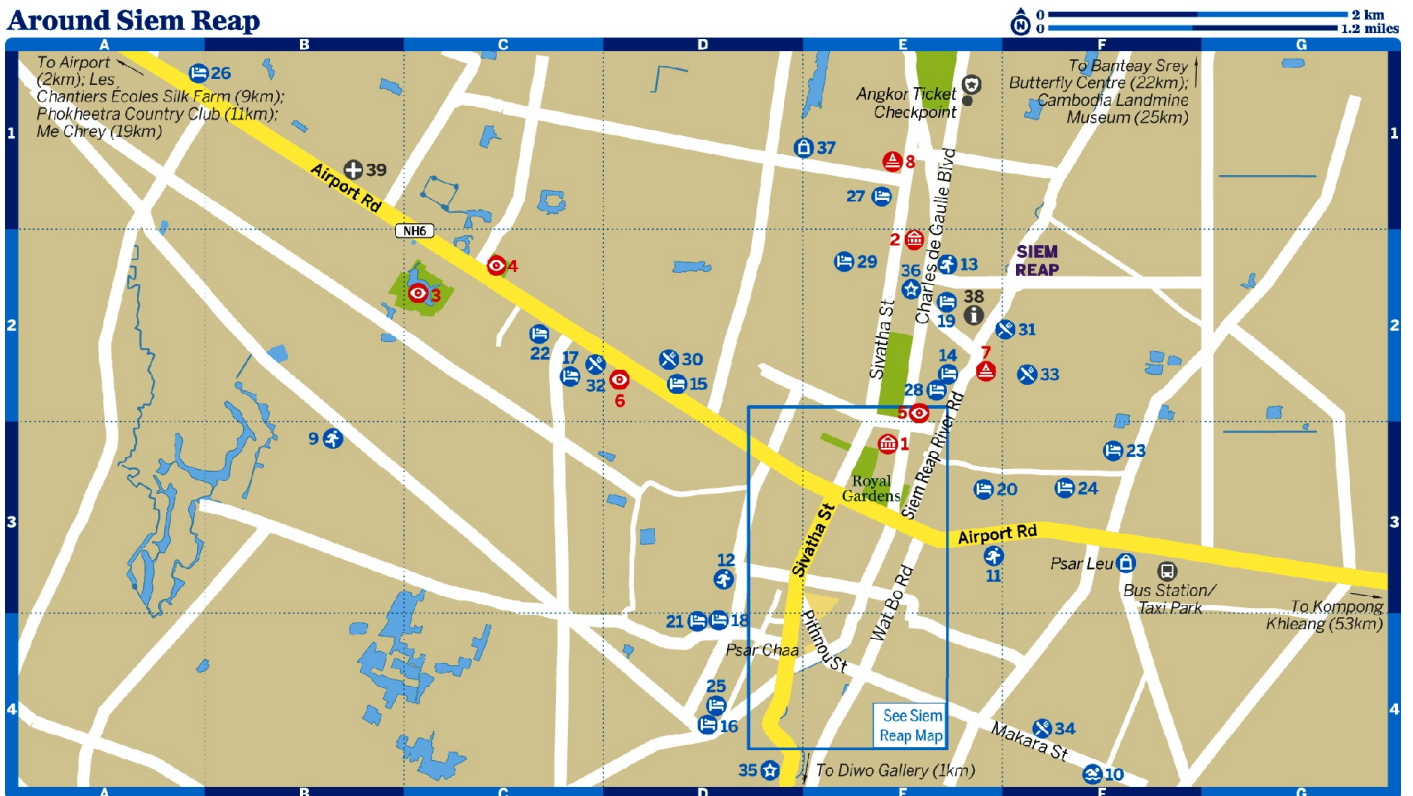 Around Siem Reap
N
0 2 km
0 1.2 miles
A B C D E F G
To Airport
(2km); Les
Chantiers Écoles Silk Farm (9km);
Phokheetra Country Club (11km);
Me Chrey (19km)
26
Angkor Ticket
Checkpoint
To Banteay Srey
Butterfly Centre (22km);
Cambodia Landmine
Museum (25km)
1
1
37
8
39
Airport Rd
27
Charles de Gaulle Blvd
NH6
2
4
29
36
13
SIEM
REAP
3
38
19
i
Sivatha St
2
2
31
22
17
30
14
7
32
15
33
6
28
5
9
1
23
Siem Reap River Rd
Royal
Gardens
20
24
3
3
Sivatha St
Airport Rd
12
11
Psar Leu
Bus Station/
Taxi Park
Wat Bo Rd
To Kompong
Khleang (53km)
21
18
Pithnou St
Psar Chaa
25
16
4
4
See Siem
Reap Map
34
Makara St
35
To Diwo Gallery (1km)
10
A B C D E F G